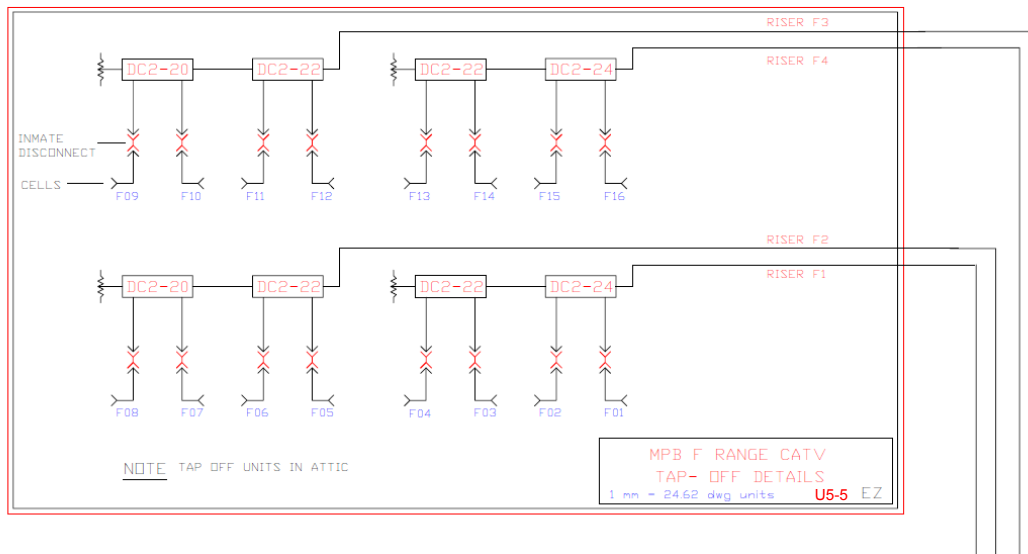 RISER F3
RISER F4
DC2-20 DC2-22 DC2-22 DC2-24
INMATE
DISCONNECT
CELLS
F09 F10 F11 F12 F13 F14 F15 F16
RISER F2
RISER F1
DC2-20 DC2-22 DC2-22 DC2-24
F08 F07 F06 F05 F04 F03 F02 F01
NOTE TAP OFF UNITS IN ATTIC
MPB F RANGE CATV
TAP- OFF DETAILS
1 mm = 24.62 dwg units U5-5 EZ